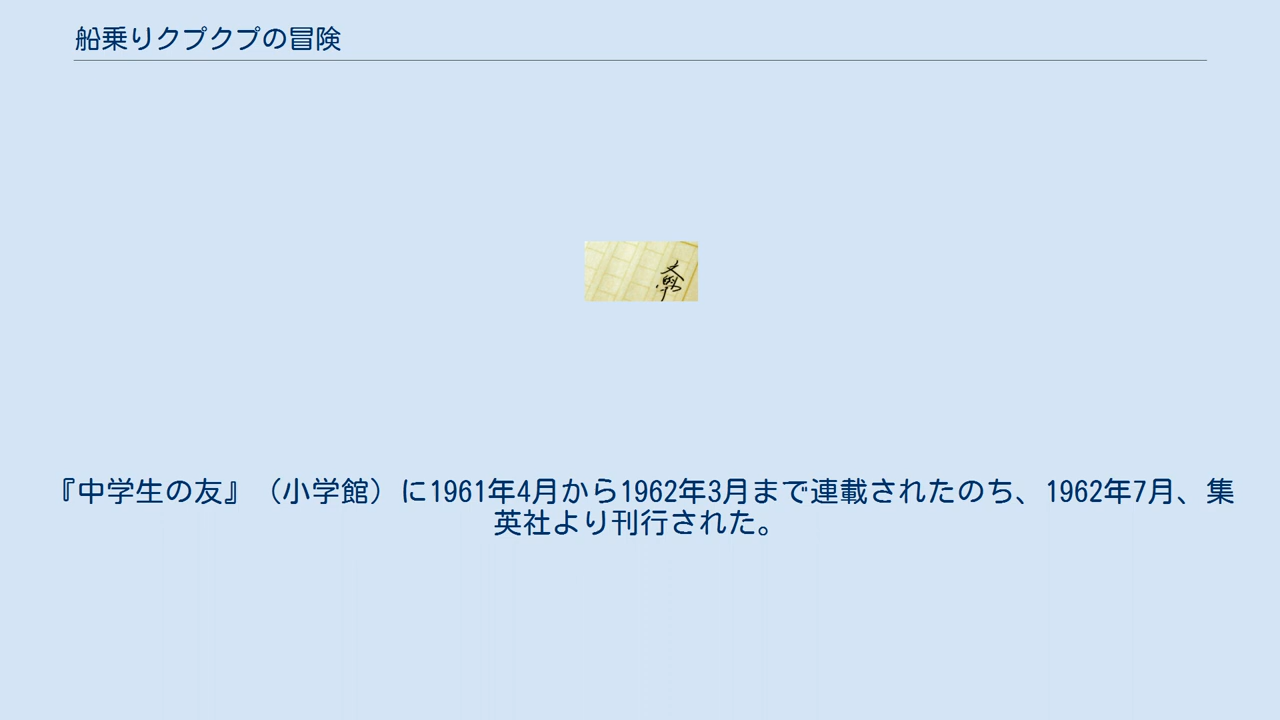 船乗りクプクプの冒険
『中学生の友』（小学館）に1961年4月から1962年3月まで連載されたのち、1962年7月、集
英社より刊行された。